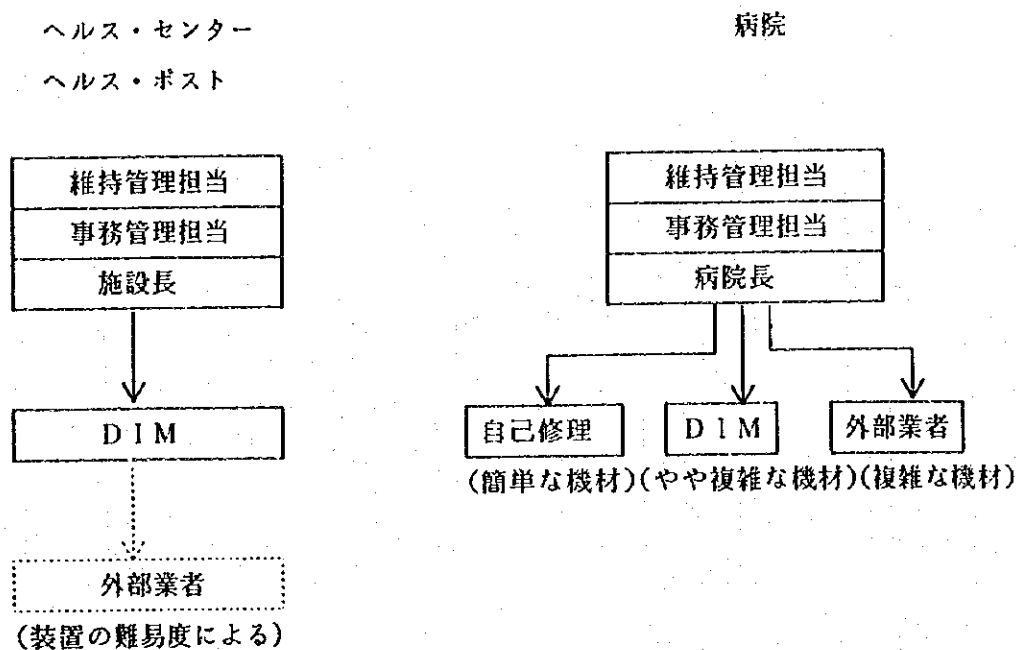 ヘルス・センター
ヘルス・ポスト
維持管理担当
事務管理担当
施設長
DIM
外部業者
(装置の難易度による)
病院
維持管理担当
事務管理担当
病院長
自己修理
(簡単な機材)
DIM
(やや複雑な機材)
外部業者
(複雑な機材)